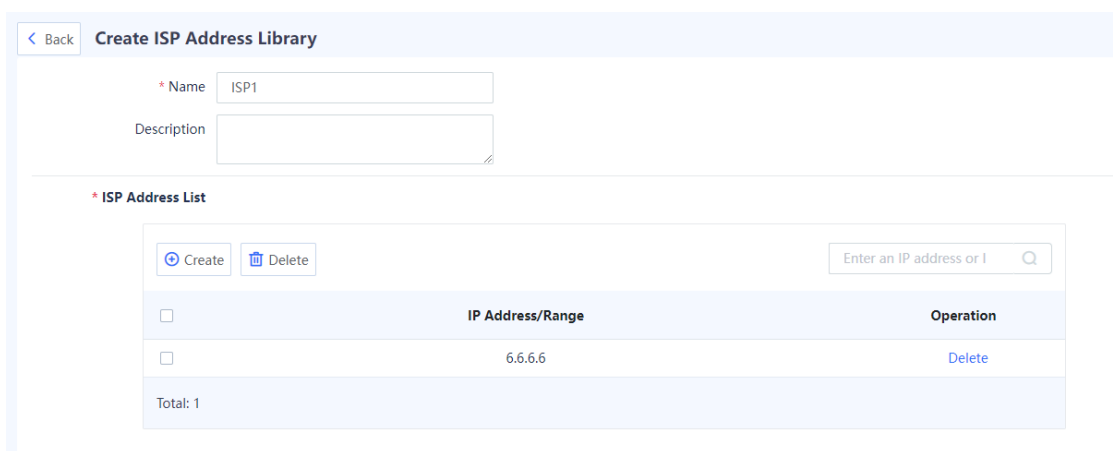 Back Create ISP Address Library
* Name ISP1
Description
* ISP Address List
Create Delete Enter an IP address or I
IP Address/Range Operation
6.6.6.6 Delete
Total: 1